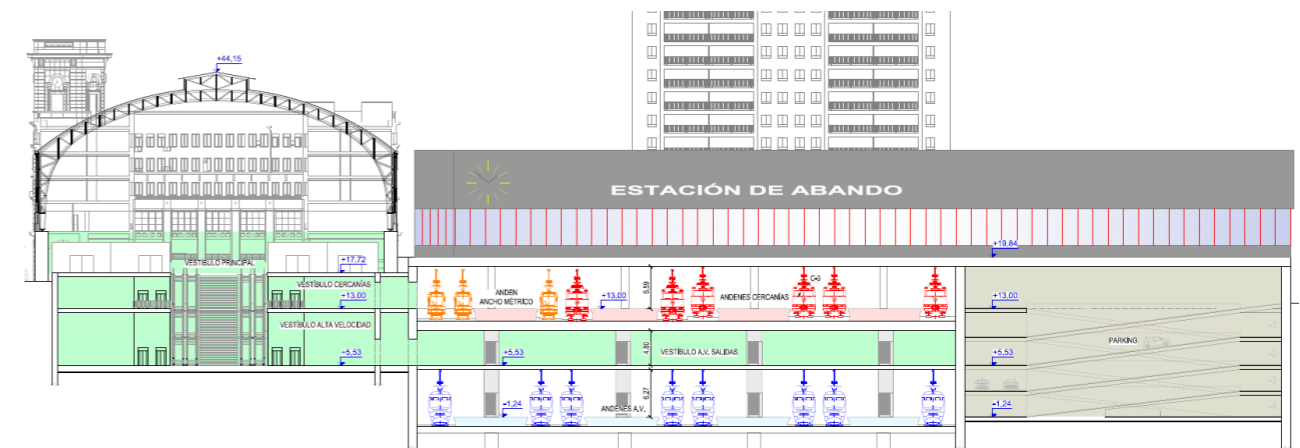 +44,15
ESTACIÓN DE ABANDO
+19,84
VESTÍBULO PRINCIPAL
+17,72
VESTÍBULO CERCANÍAS
+13,00
ANDEN
ANCHO MÉTRICO
+13,00
5,59
ANDENES CERCANÍAS
C-3
+13,00
VESTÍBULO ALTA VELOCIDAD
+5,53
+5,53
4,80
VESTÍBULO A.V. SALIDAS
+5,53
PARKING
6,27
-1,24
ANDENES A.V.
-1,24